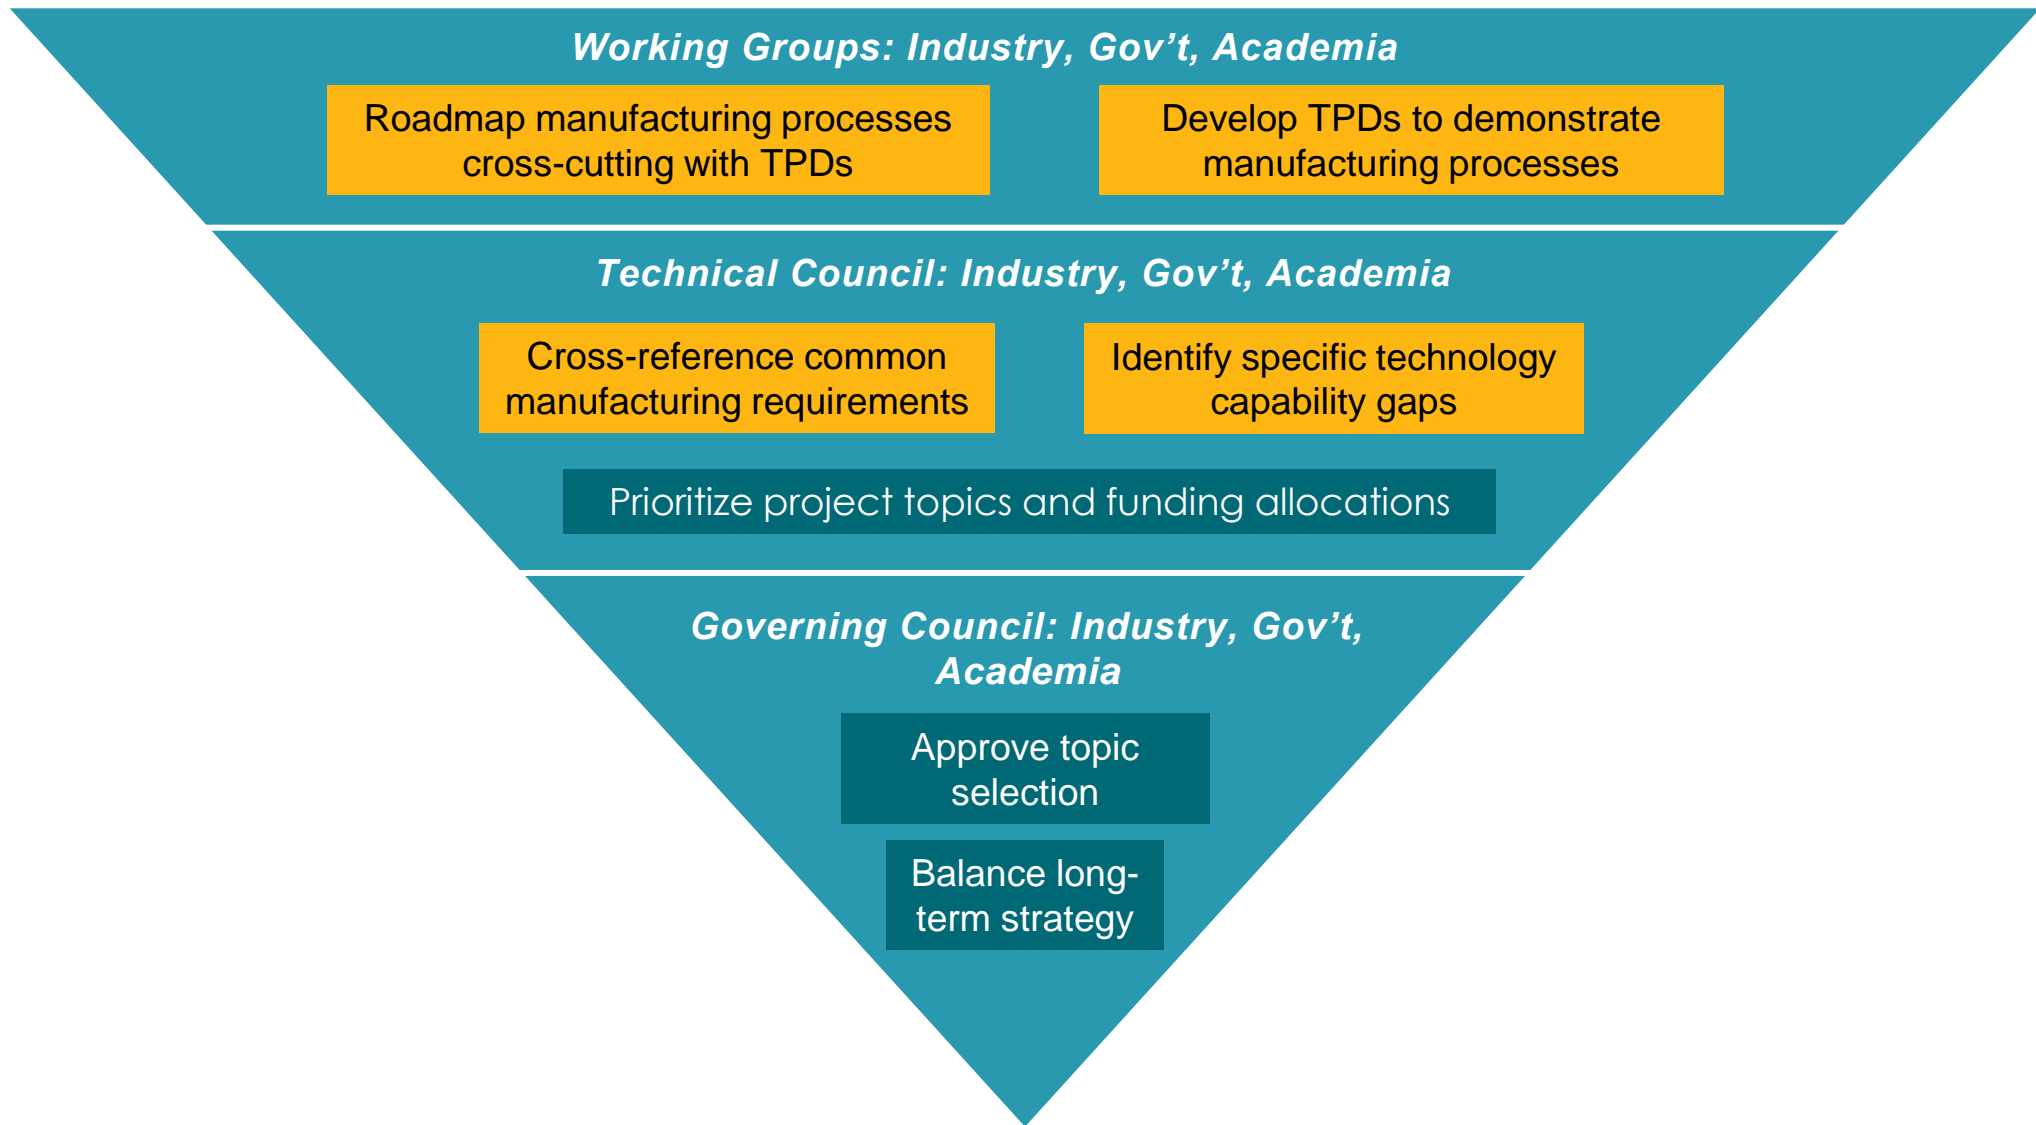 Working Groups: Industry, Gov’t, Academia
Roadmap manufacturing processes
cross-cutting with TPDs
Develop TPDs to demonstrate
manufacturing processes
Technical Council: Industry, Gov’t, Academia
Cross-reference common
manufacturing requirements
Identify specific technology
capability gaps
Prioritize project topics and funding allocations
Governing Council: Industry, Gov’t,
Academia
Approve topic
selection
Balance long-
term strategy